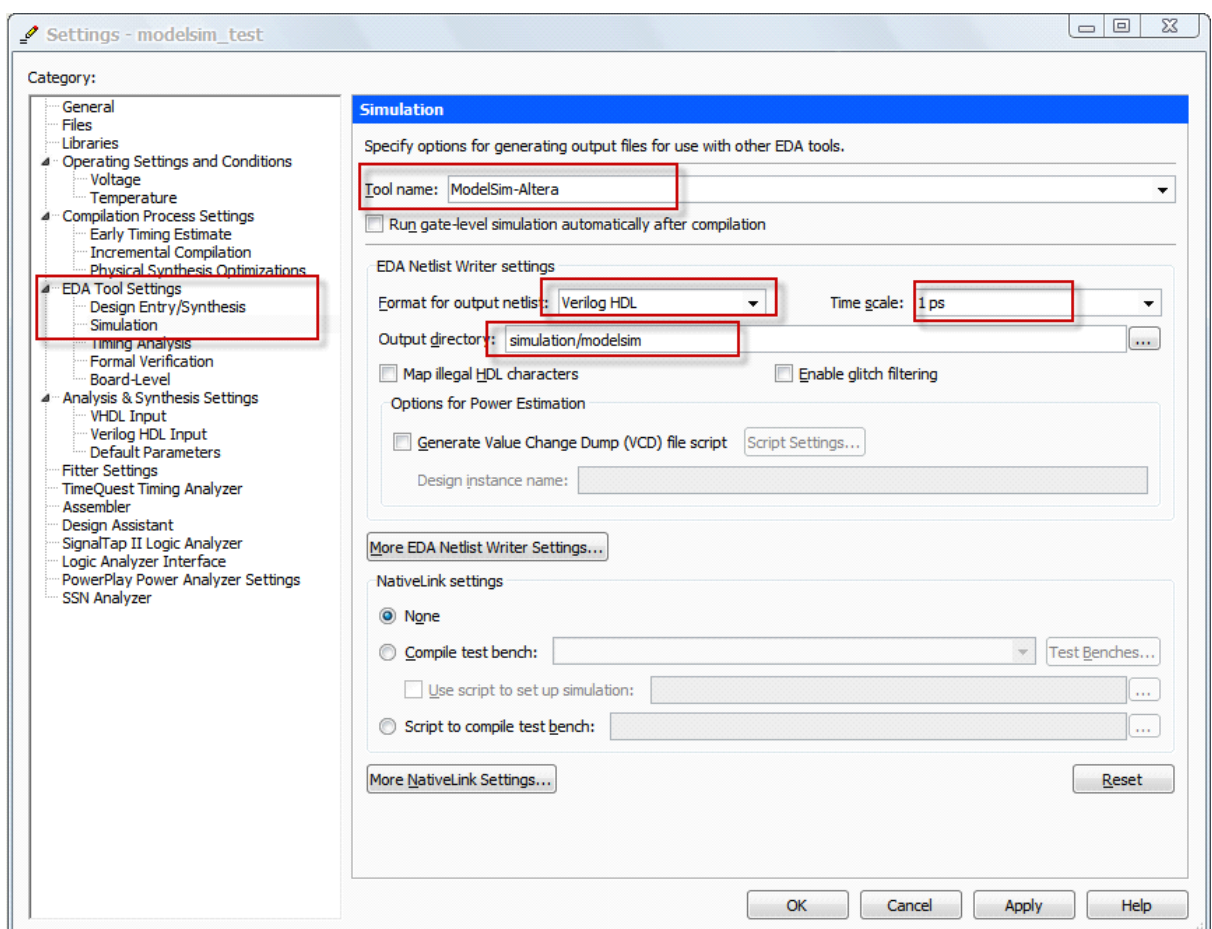 Settings - modelsim_test
Category:
General
Files
Libraries
Operating Settings and Conditions
Voltage
Temperature
Compilation Process Settings
Early Timing Estimate
Incremental Compilation
Physical Synthesis Optimizations
EDA Tool Settings
Design Entry/Synthesis
Simulation
Timing Analysis
Formal Verification
Board-Level
Analysis & Synthesis Settings
VHDL Input
Verilog HDL Input
Default Parameters
Fitter Settings
TimeQuest Timing Analyzer
Assembler
Design Assistant
SignalTap II Logic Analyzer
Logic Analyzer Interface
PowerPlay Power Analyzer Settings
SSN Analyzer
Simulation
Specify options for generating output files for use with other EDA tools.
Tool name: ModelSim-Altera
Run gate-level simulation automatically after compilation
EDA Netlist Writer settings
Format for output netlist: Verilog HDL Time scale: 1 ps
Output directory: simulation/modelsim ...
Map illegal HDL characters Enable glitch filtering
Options for Power Estimation
Generate Value Change Dump (VCD) file script Script Settings...
Design instance name:
More EDA Netlist Writer Settings...
NativeLink settings
None
Compile test bench: Test Benches...
Use script to set up simulation: ...
Script to compile test bench: ...
More NativeLink Settings... Reset
OK Cancel Apply Help